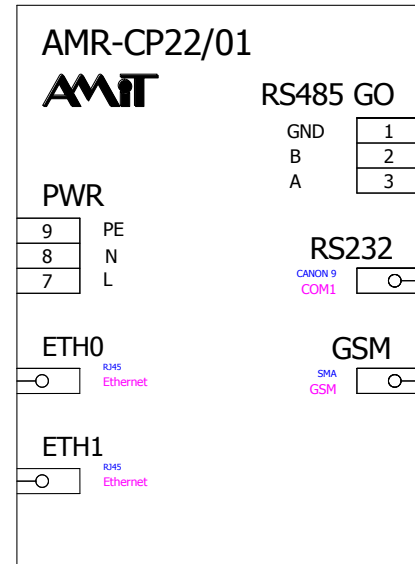 AMR-CP22/01
AMiT
RS485 GO
GND 1
B 2
A 3
PWR
9 PE
8 N
7 L
RS232
CANON 9
COM1
ETH0
RJ45
Ethernet
GSM
SMA
GSM
ETH1
RJ45
Ethernet